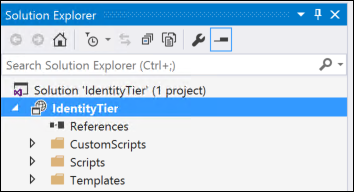 Solution Explorer
Search Solution Explorer (Ctrl+;)
Solution 'IdentityTier' (1 project)
IdentityTier
References
CustomScripts
Scripts
Templates